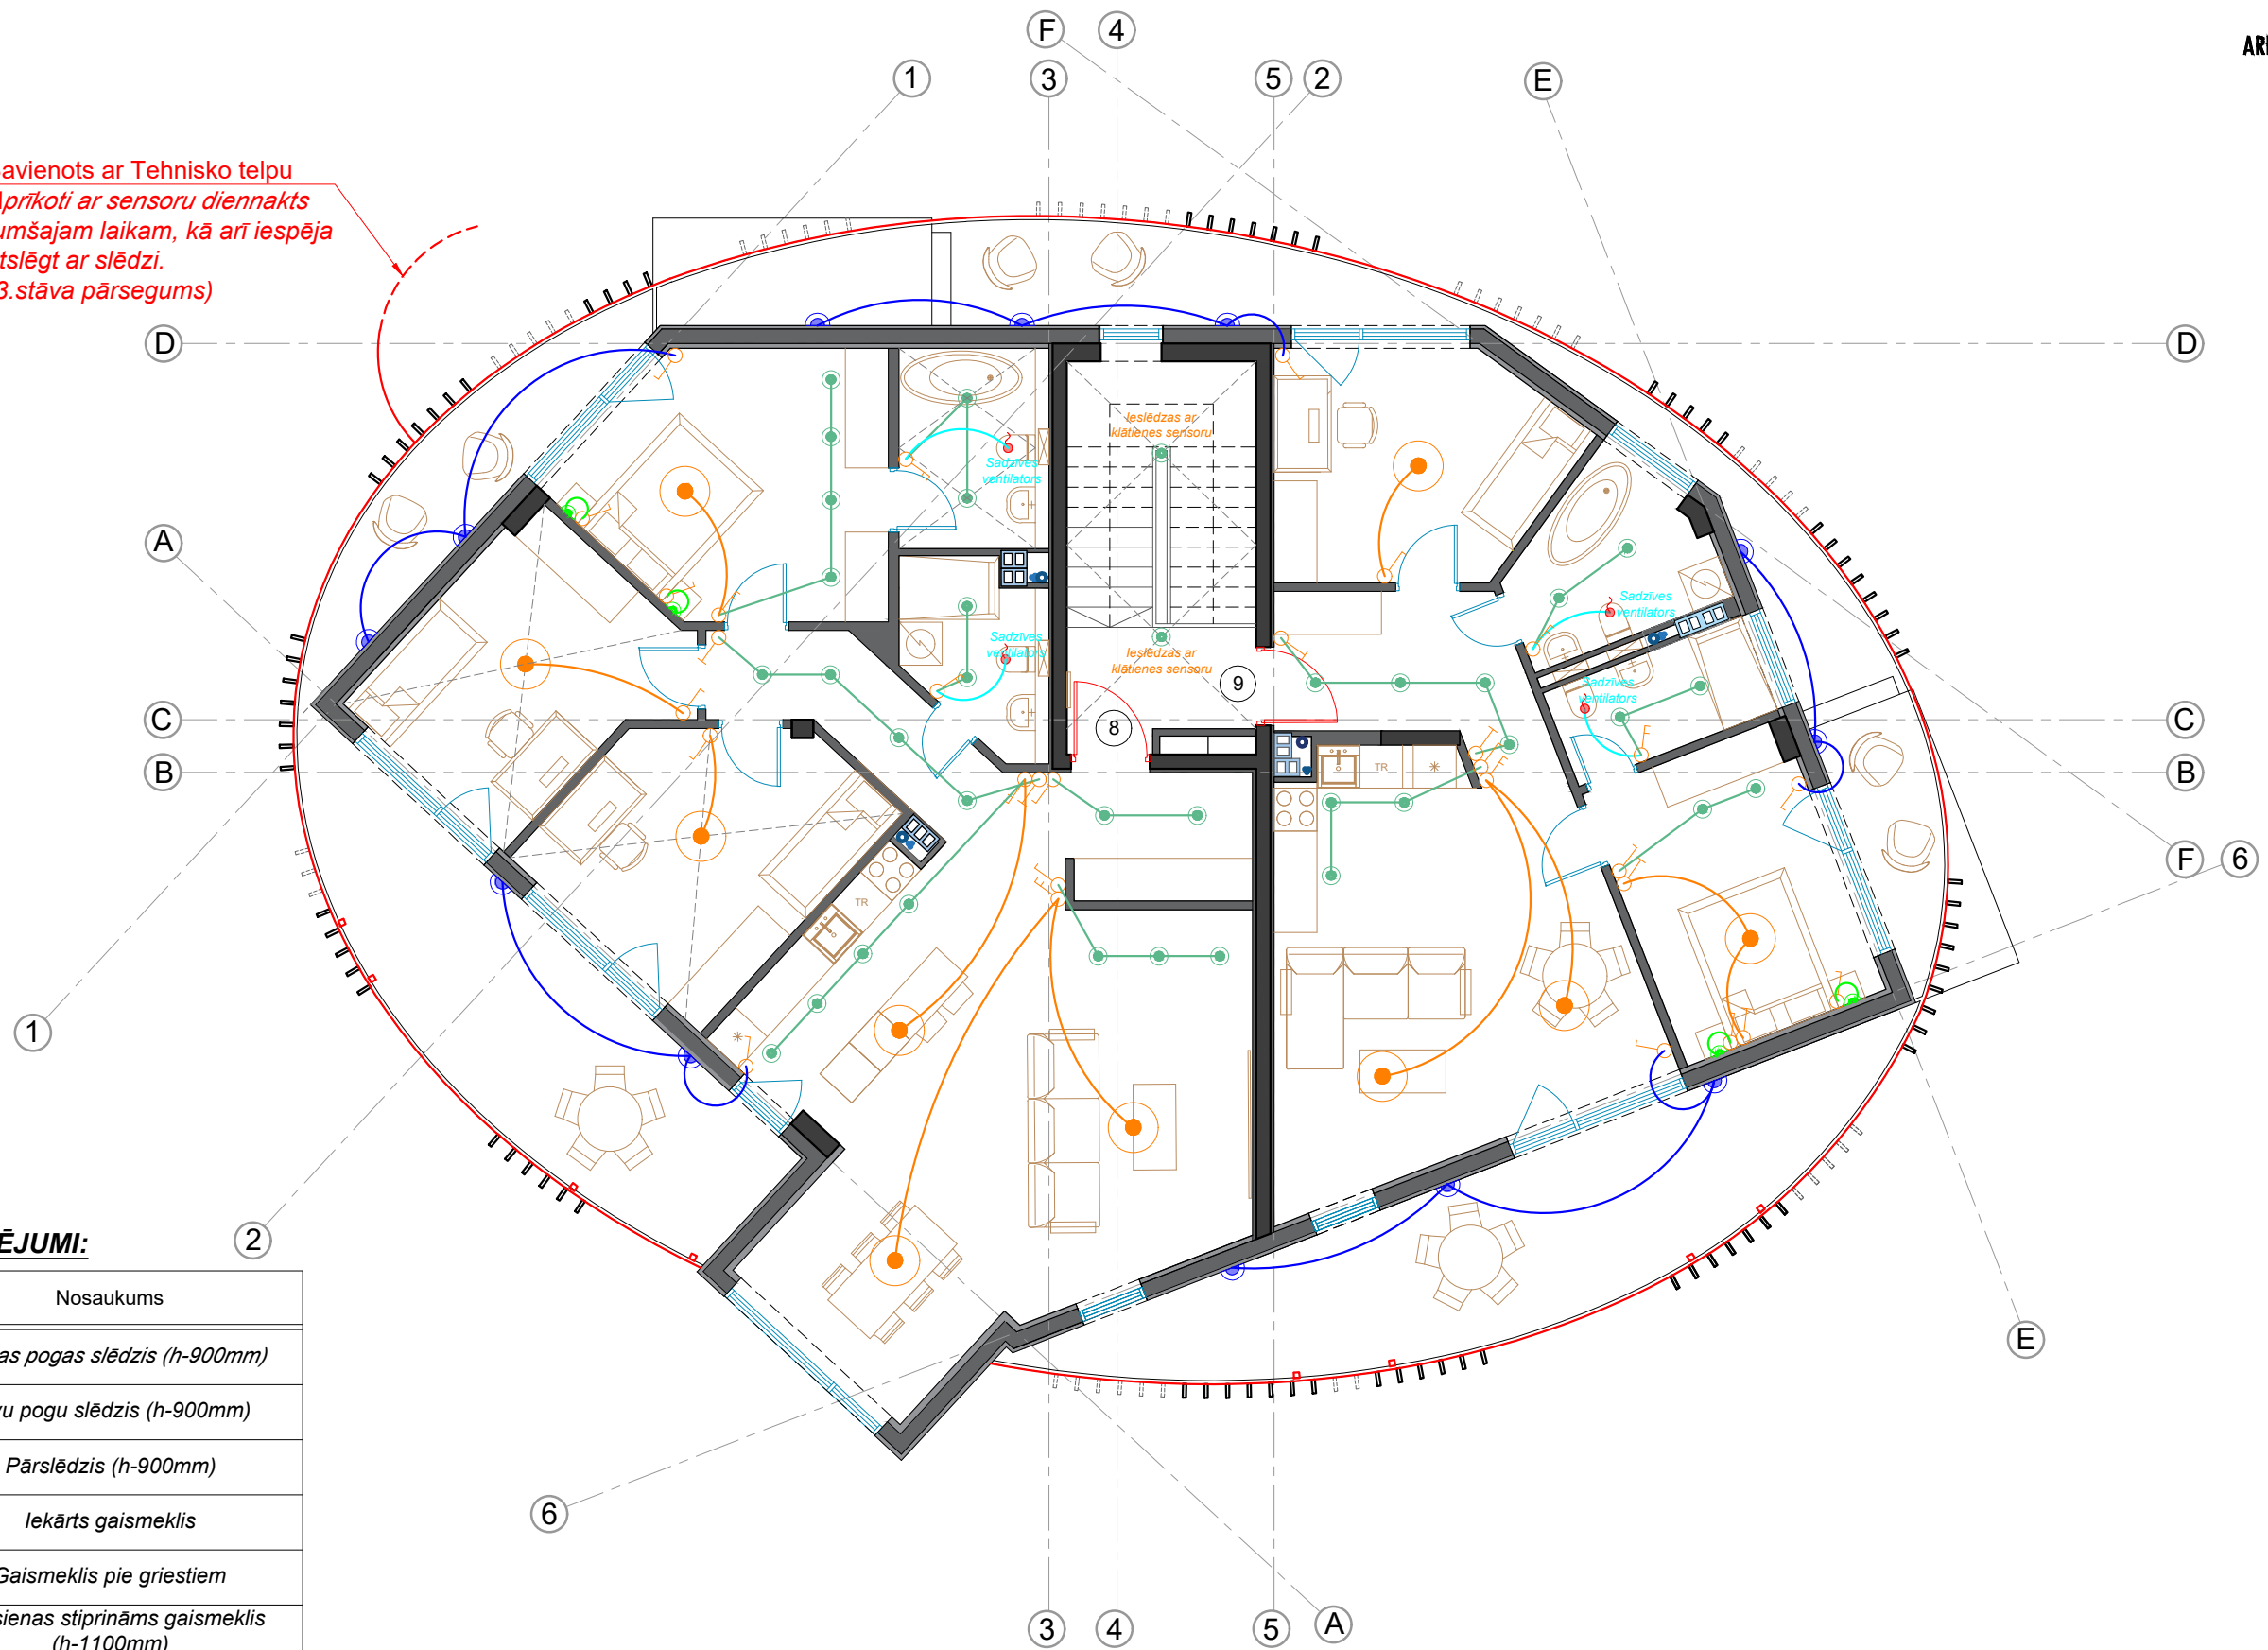 F
4
ARI
1
3
5
2
E
avienots ar Tehnisko telpu
Aprīkoti ar sensoru diennakts
umšajam laikam, kā arī iespēja
tslēgt ar slēdzi.
3.stāva pārsegums)
D
D
Ieslēdzas ar
klātienes sensoru
Sadzīves
ventilators
A
Sadzīves
ventilators
Sadzīves
ventilators
Ieslēdzas ar
klātienes sensoru
9
Sadzīves
ventilators
C
8
C
B
TR
B
F
6
TR
1
2
ĒJUMI:
Nosaukums
as pogas slēdzis (h-900mm)
vu pogu slēdzis (h-900mm)
Pārslēdzis (h-900mm)
Iekārts gaismeklis
Gaismeklis pie griestiem
sienas stiprināms gaismeklis
(h-1100mm)
E
6
3
4
5
A